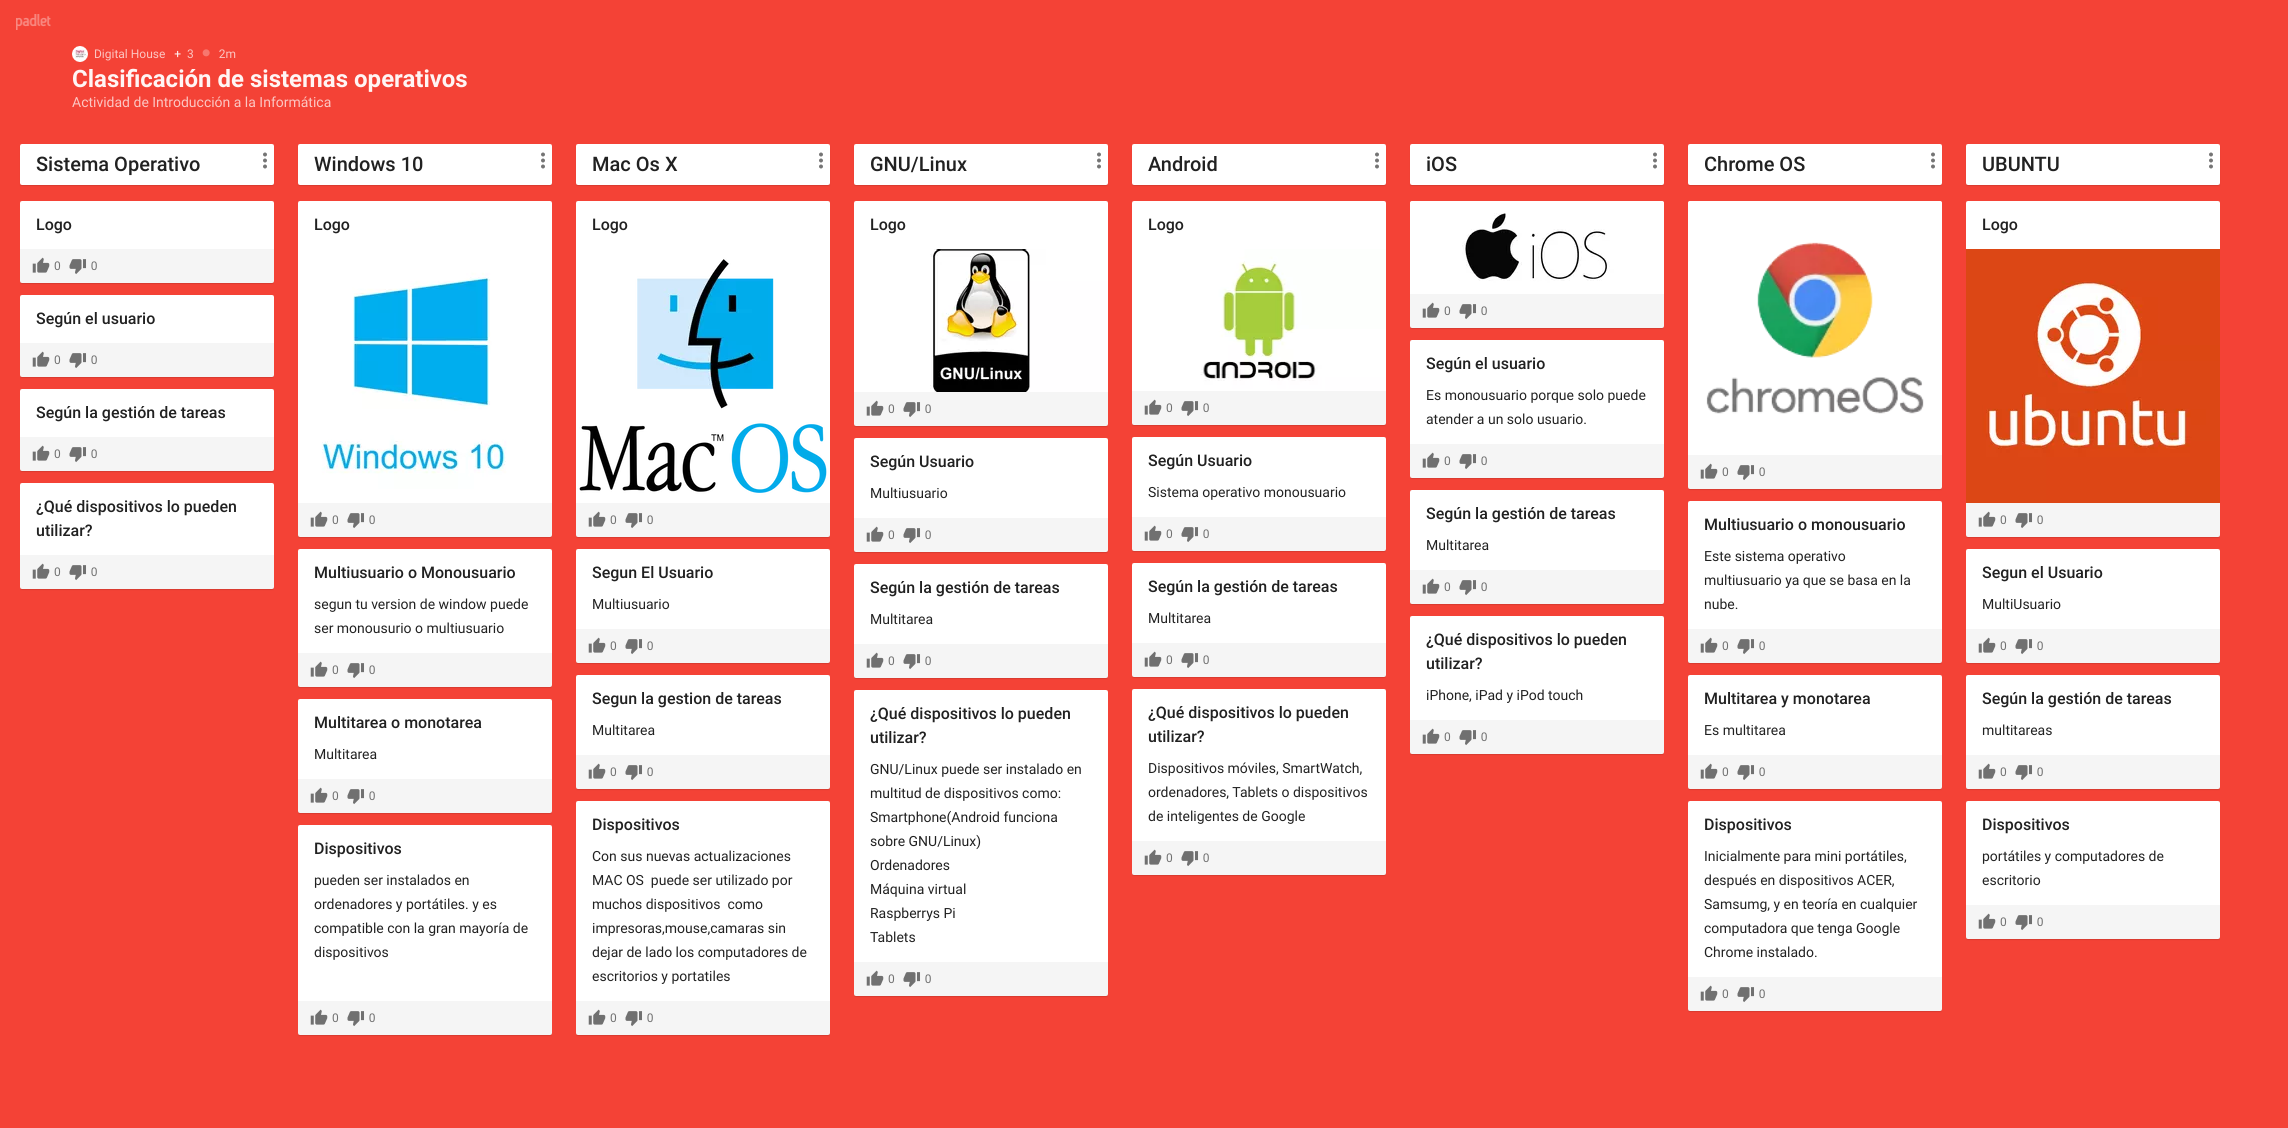 padlet
Digital House + 3 2m
Clasificación de sistemas operativos
Actividad de Introducción a la Informática
Sistema Operativo
Logo
0 0
Según el usuario
0 0
Según la gestión de tareas
0 0
¿Qué dispositivos lo pueden
utilizar?
0 0
Windows 10
Logo
Windows 10
0 0
Multiusuario o Monousuario
segun tu version de window puede
ser monousurio o multiusuario
0 0
Multitarea o monotarea
Multitarea
0 0
Dispositivos
pueden ser instalados en
ordenadores y portátiles. y es
compatible con la gran mayoría de
dispositivos
0 0
Mac Os X
Logo
Mac™ OS
0 0
Segun El Usuario
Multiusuario
0 0
Segun la gestion de tareas
Multitarea
0 0
Dispositivos
Con sus nuevas actualizaciones
MAC OS  puede ser utilizado por
muchos dispositivos  como
impresoras,mouse,camaras sin
dejar de lado los computadores de
escritorios y portatiles
0 0
GNU/Linux
Logo
GNU/Linux
0 0
Según Usuario
Multiusuario
0 0
Según la gestión de tareas
Multitarea
0 0
¿Qué dispositivos lo pueden
utilizar?
GNU/Linux puede ser instalado en
multitud de dispositivos como:
Smartphone(Android funciona
sobre GNU/Linux)
Ordenadores
Máquina virtual
Raspberrys Pi
Tablets
0 0
Android
Logo
ANDROID
0 0
Según Usuario
Sistema operativo monousuario
0 0
Según la gestión de tareas
Multitarea
0 0
¿Qué dispositivos lo pueden
utilizar?
Dispositivos móviles, SmartWatch,
ordenadores, Tablets o dispositivos
de inteligentes de Google
0 0
iOS
iOS
0 0
Según el usuario
Es monousuario porque solo puede
atender a un solo usuario.
0 0
Según la gestión de tareas
Multitarea
0 0
¿Qué dispositivos lo pueden
utilizar?
iPhone, iPad y iPod touch
0 0
Chrome OS
chromeOS
0 0
Multiusuario o monousuario
Este sistema operativo
multiusuario ya que se basa en la
nube.
0 0
Multitarea y monotarea
Es multitarea
0 0
Dispositivos
Inicialmente para mini portátiles,
después en dispositivos ACER,
Samsumg, y en teoría en cualquier
computadora que tenga Google
Chrome instalado.
0 0
UBUNTU
Logo
ubuntu
0 0
Segun el Usuario
MultiUsuario
0 0
Según la gestión de tareas
multitareas
0 0
Dispositivos
portátiles y computadores de
escritorio
0 0